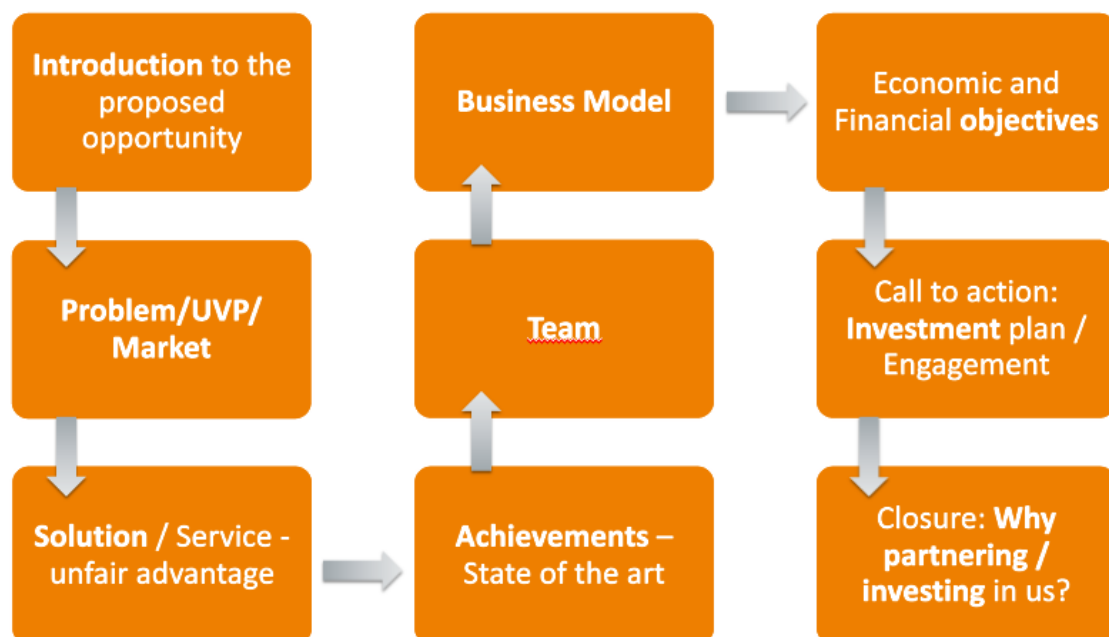 Introduction to the
proposed
opportunity
Problem/UVP/
Market
Solution / Service -
unfair advantage
Achievements –
State of the art
Team
Business Model
Economic and
Financial objectives
Call to action:
Investment plan /
Engagement
Closure: Why
partnering /
investing in us?